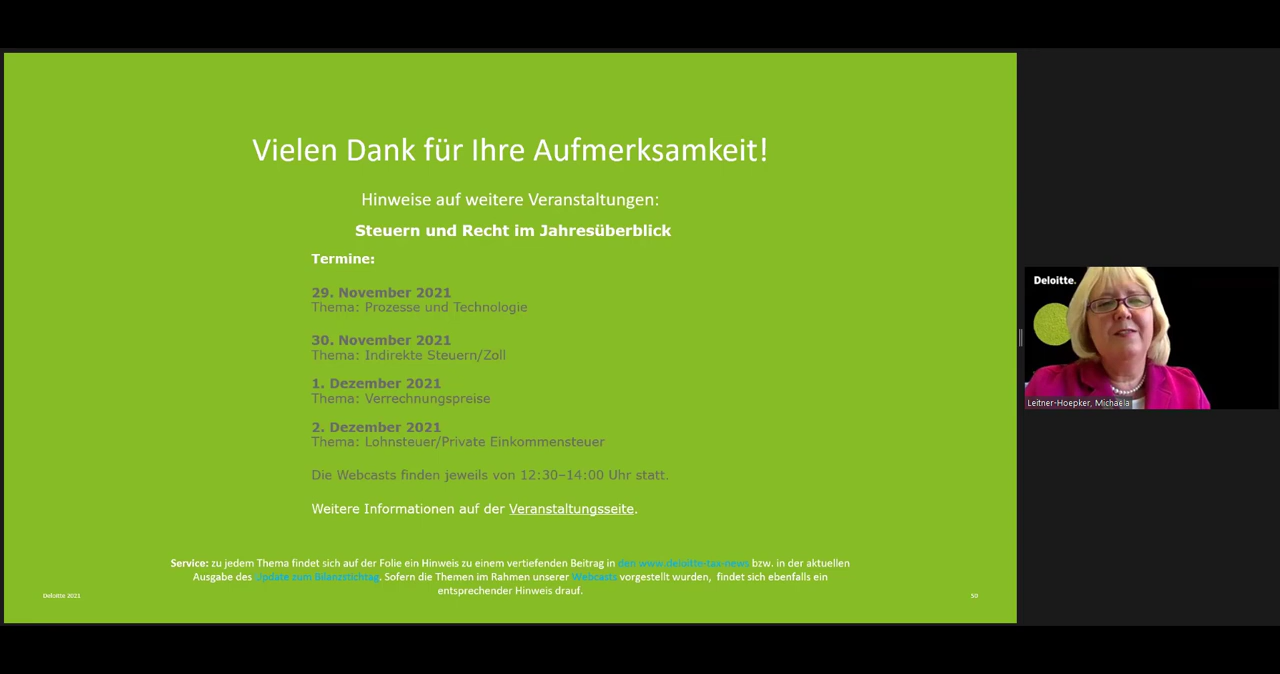 Vielen Dank für Ihre Aufmerksamkeit!
Hinweise auf weitere Veranstaltungen:
Steuern und Recht im Jahresüberblick
Termine:
29. November 2021
Thema: Prozesse und Technologie
30. November 2021
Thema: Indirekte Steuern/Zoll
1. Dezember 2021
Thema: Verrechnungspreise
2. Dezember 2021
Thema: Lohnsteuer/Private Einkommensteuer
Die Webcasts finden jeweils von 12:30–14:00 Uhr statt.
Weitere Informationen auf der Veranstaltungsseite.
Service: zu jedem Thema findet sich auf der Folie ein Hinweis zu einem vertiefenden Beitrag in den www.deloitte-tax-news bzw. in der aktuellen
Ausgabe des Update zum Bilanzstichtag. Sofern die Themen im Rahmen unserer Webcasts vorgestellt wurden, findet sich ebenfalls ein
entsprechender Hinweis drauf.
Deloitte 2021
50
Deloitte.
Leitner-Hoepker, Michaela